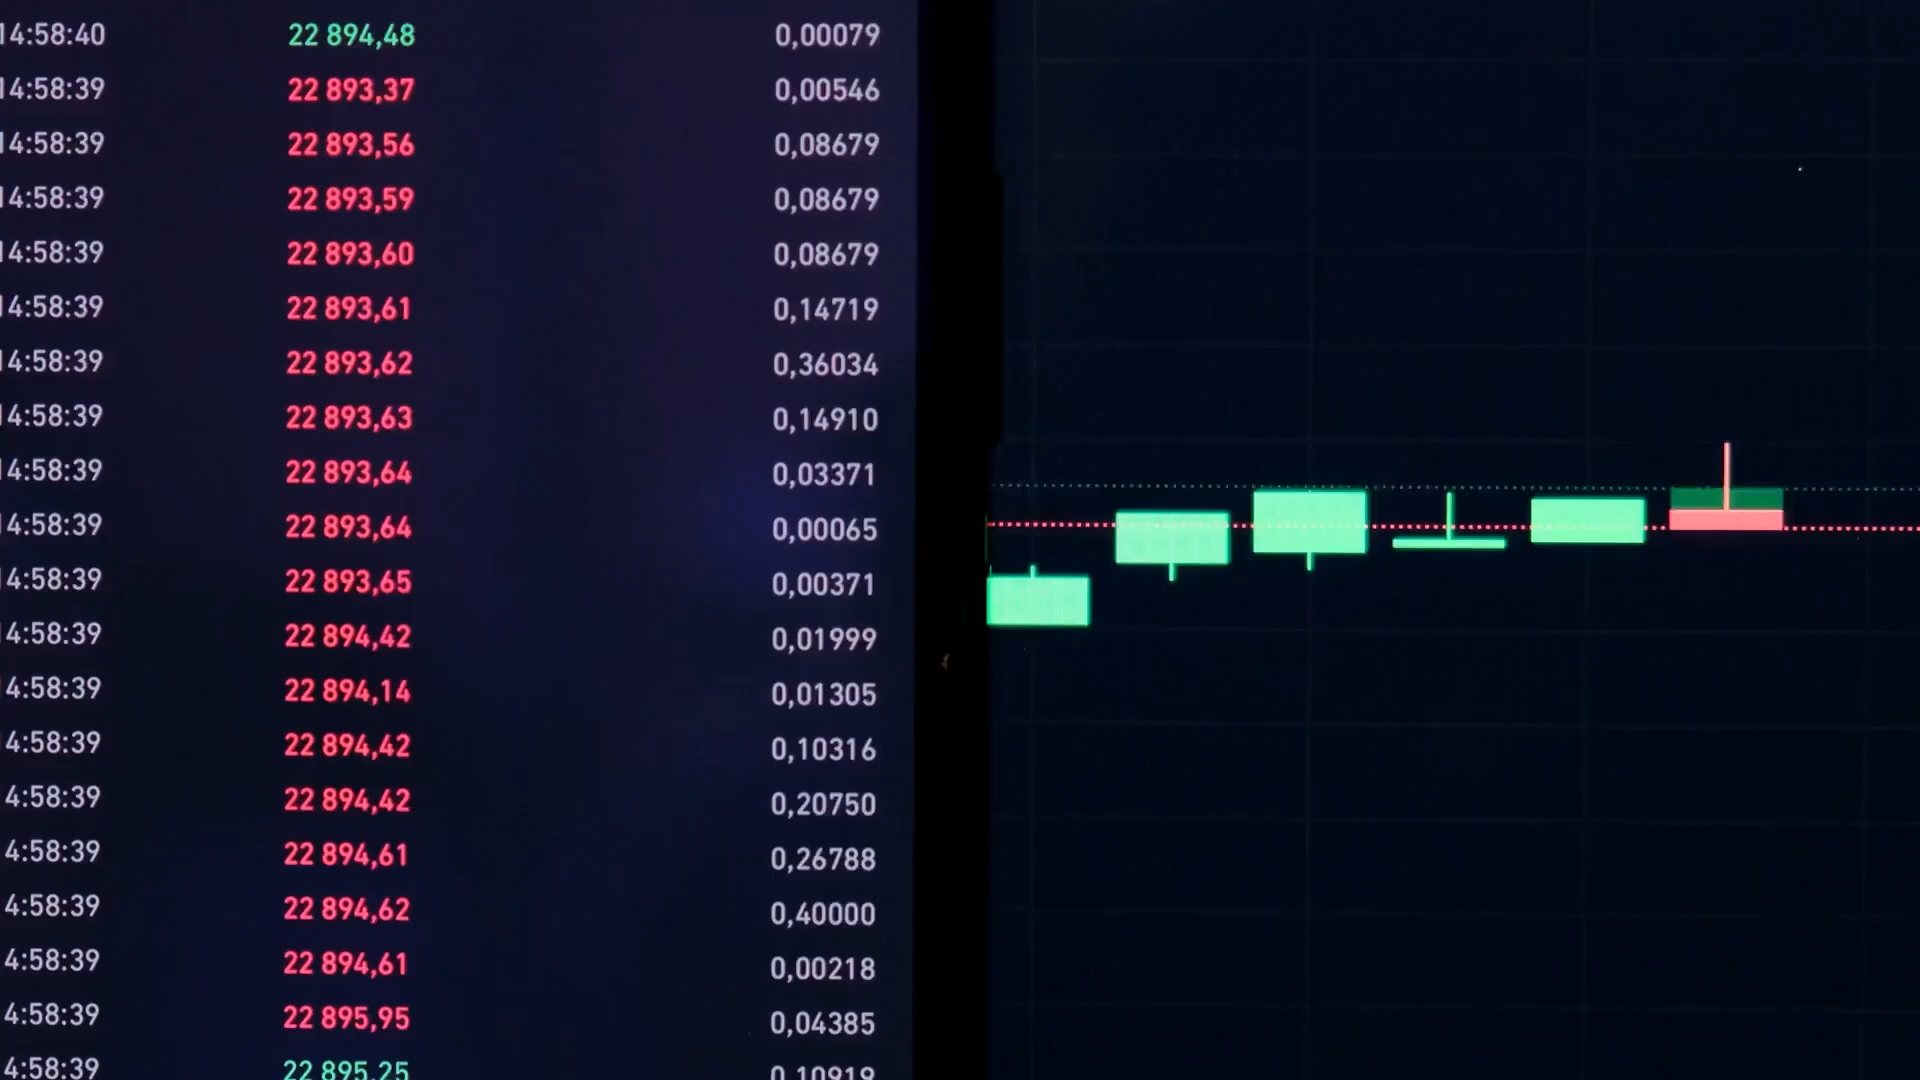 14:58:40 22 894,48 0,00079
14:58:39 22 893,37 0,00546
14:58:39 22 893,56 0,08679
14:58:39 22 893,59 0,08679
14:58:39 22 893,60 0,08679
14:58:39 22 893,61 0,14719
14:58:39 22 893,62 0,36034
14:58:39 22 893,63 0,14910
4:58:39 22 893,64 0,03371
4:58:39 22 893,64 0,00065
4:58:39 22 893,65 0,00371
4:58:39 22 894,42 0,01999
4:58:39 22 894,14 0,01305
4:58:39 22 894,42 0,10316
4:58:39 22 894,42 0,20750
4:58:39 22 894,61 0,26788
4:58:39 22 894,62 0,40000
4:58:39 22 894,61 0,00218
4:58:39 22 895,95 0,04385
4:58:39 22 895,25 0,10919